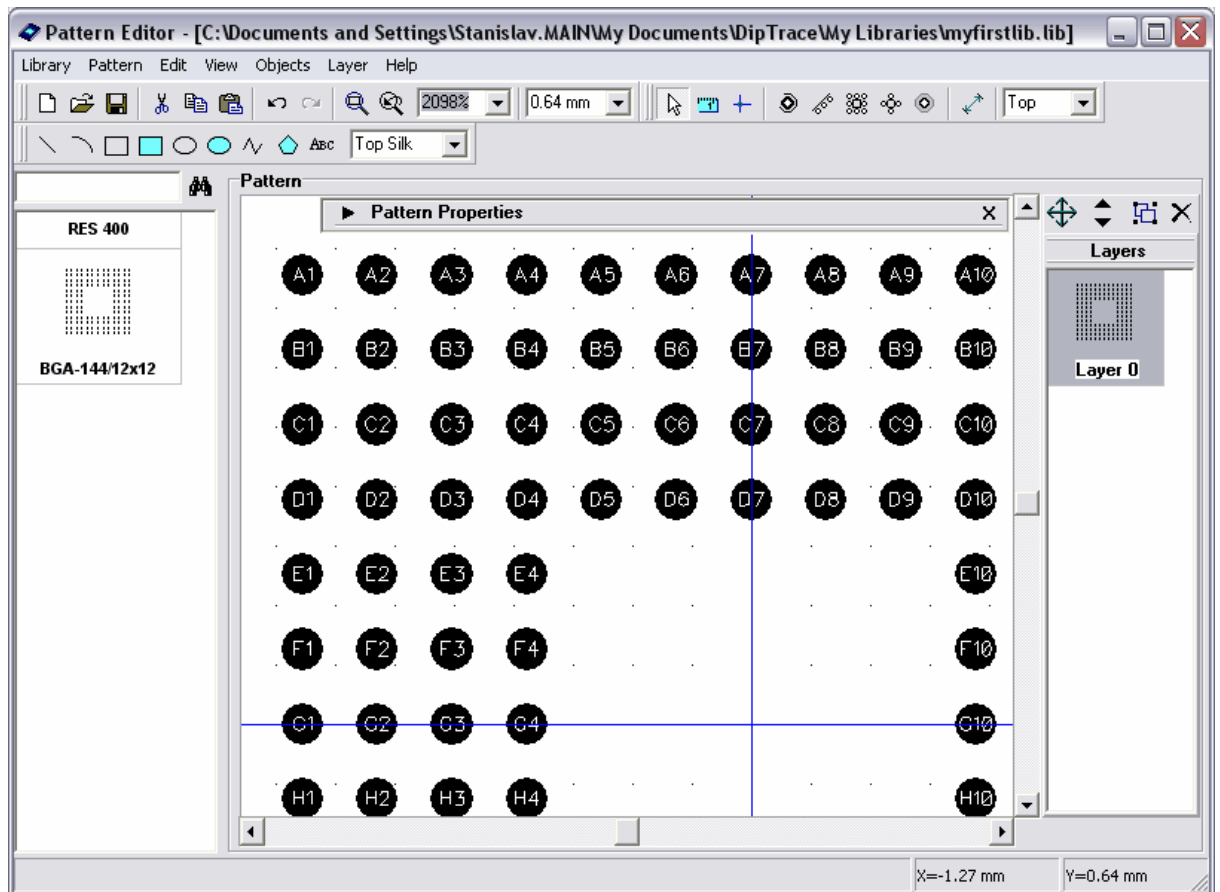 Pattern Editor - [C:\Documents and Settings\Stanislav.MAIN\My Documents\DipTrace\My Libraries\myfirstlib.lib]
Library Pattern Edit View Objects Layer Help
2098% 0.64 mm Top
ABC Top Silk
Pattern
Pattern Properties X
RES 400
BGA-144/12x12
Layers
Layer 0
A1 A2 A3 A4 A5 A6 A7 A8 A9 A10
B1 B2 B3 B4 B5 B6 B7 B8 B9 B10
C1 C2 C3 C4 C5 C6 C7 C8 C9 C10
D1 D2 D3 D4 D5 D6 D7 D8 D9 D10
E1 E2 E3 E4 E10
F1 F2 F3 F4 F10
G1 G2 G3 G4 G10
H1 H2 H3 H4 H10
X=-1.27 mm Y=0.64 mm